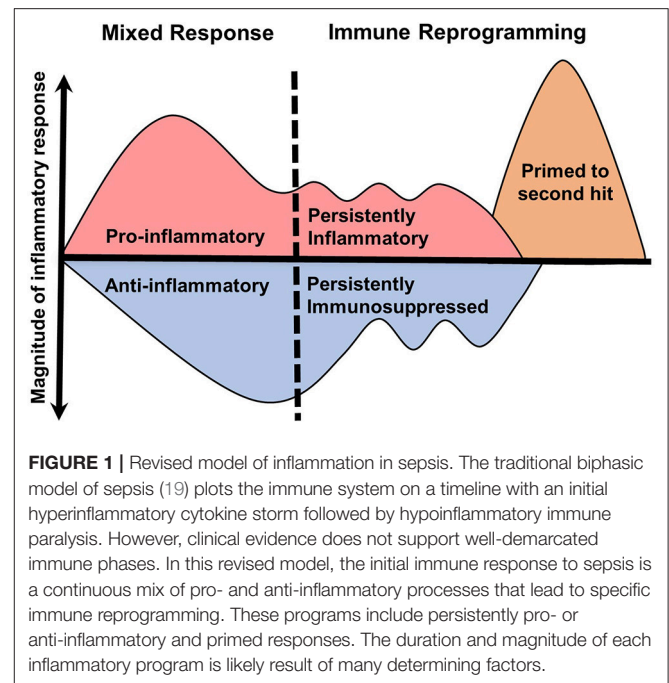 Mixed Response
Immune Reprogramming
Magnitude of inflammatory response
Primed to
second hit
Pro-inflammatory
Persistently
Inflammatory
Anti-inflammatory
Persistently
Immunosuppressed
FIGURE 1 | Revised model of inflammation in sepsis. The traditional biphasic
model of sepsis (19) plots the immune system on a timeline with an initial
hyperinflammatory cytokine storm followed by hypoinflammatory immune
paralysis. However, clinical evidence does not support well-demarcated
immune phases. In this revised model, the initial immune response to sepsis is
a continuous mix of pro- and anti-inflammatory processes that lead to specific
immune reprogramming. These programs include persistently pro- or
anti-inflammatory and primed responses. The duration and magnitude of each
inflammatory program is likely result of many determining factors.